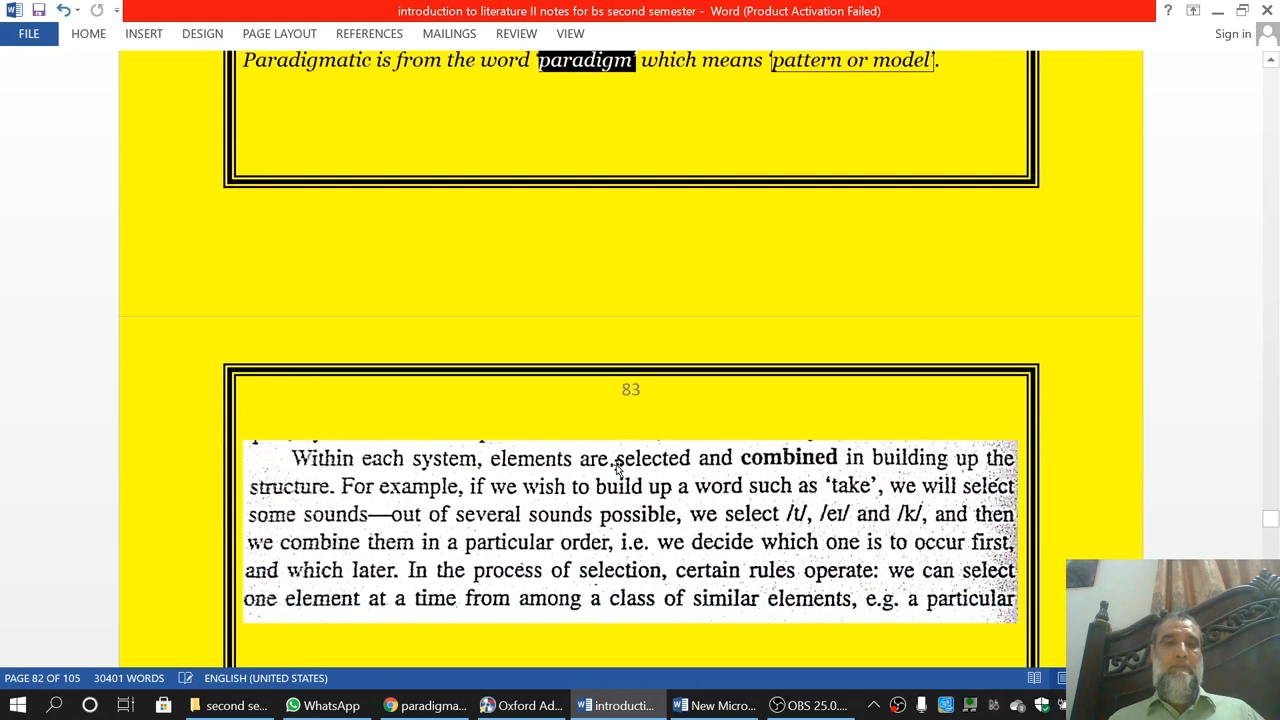 introduction to literature II notes for bs second semester - Word (Product Activation Failed)
FILE HOME INSERT DESIGN PAGE LAYOUT REFERENCES MAILINGS REVIEW VIEW Sign in
Paradigmatic is from the word 'paradigm' which means 'pattern or model'.
83
Within each system, elements are selected and combined in building up the
structure. For example, if we wish to build up a word such as 'take', we will select
some sounds—out of several sounds possible, we select /t/, /eɪ/ and /k/, and then
we combine them in a particular order, i.e. we decide which one is to occur first,
and which later. In the process of selection, certain rules operate: we can select
one element at a time from among a class of similar elements, e.g. a particular
PAGE 82 OF 105 30401 WORDS ENGLISH (UNITED STATES)
second se... WhatsApp paradigma... Oxford Ad... introducti... New Micro... OBS 25.0....